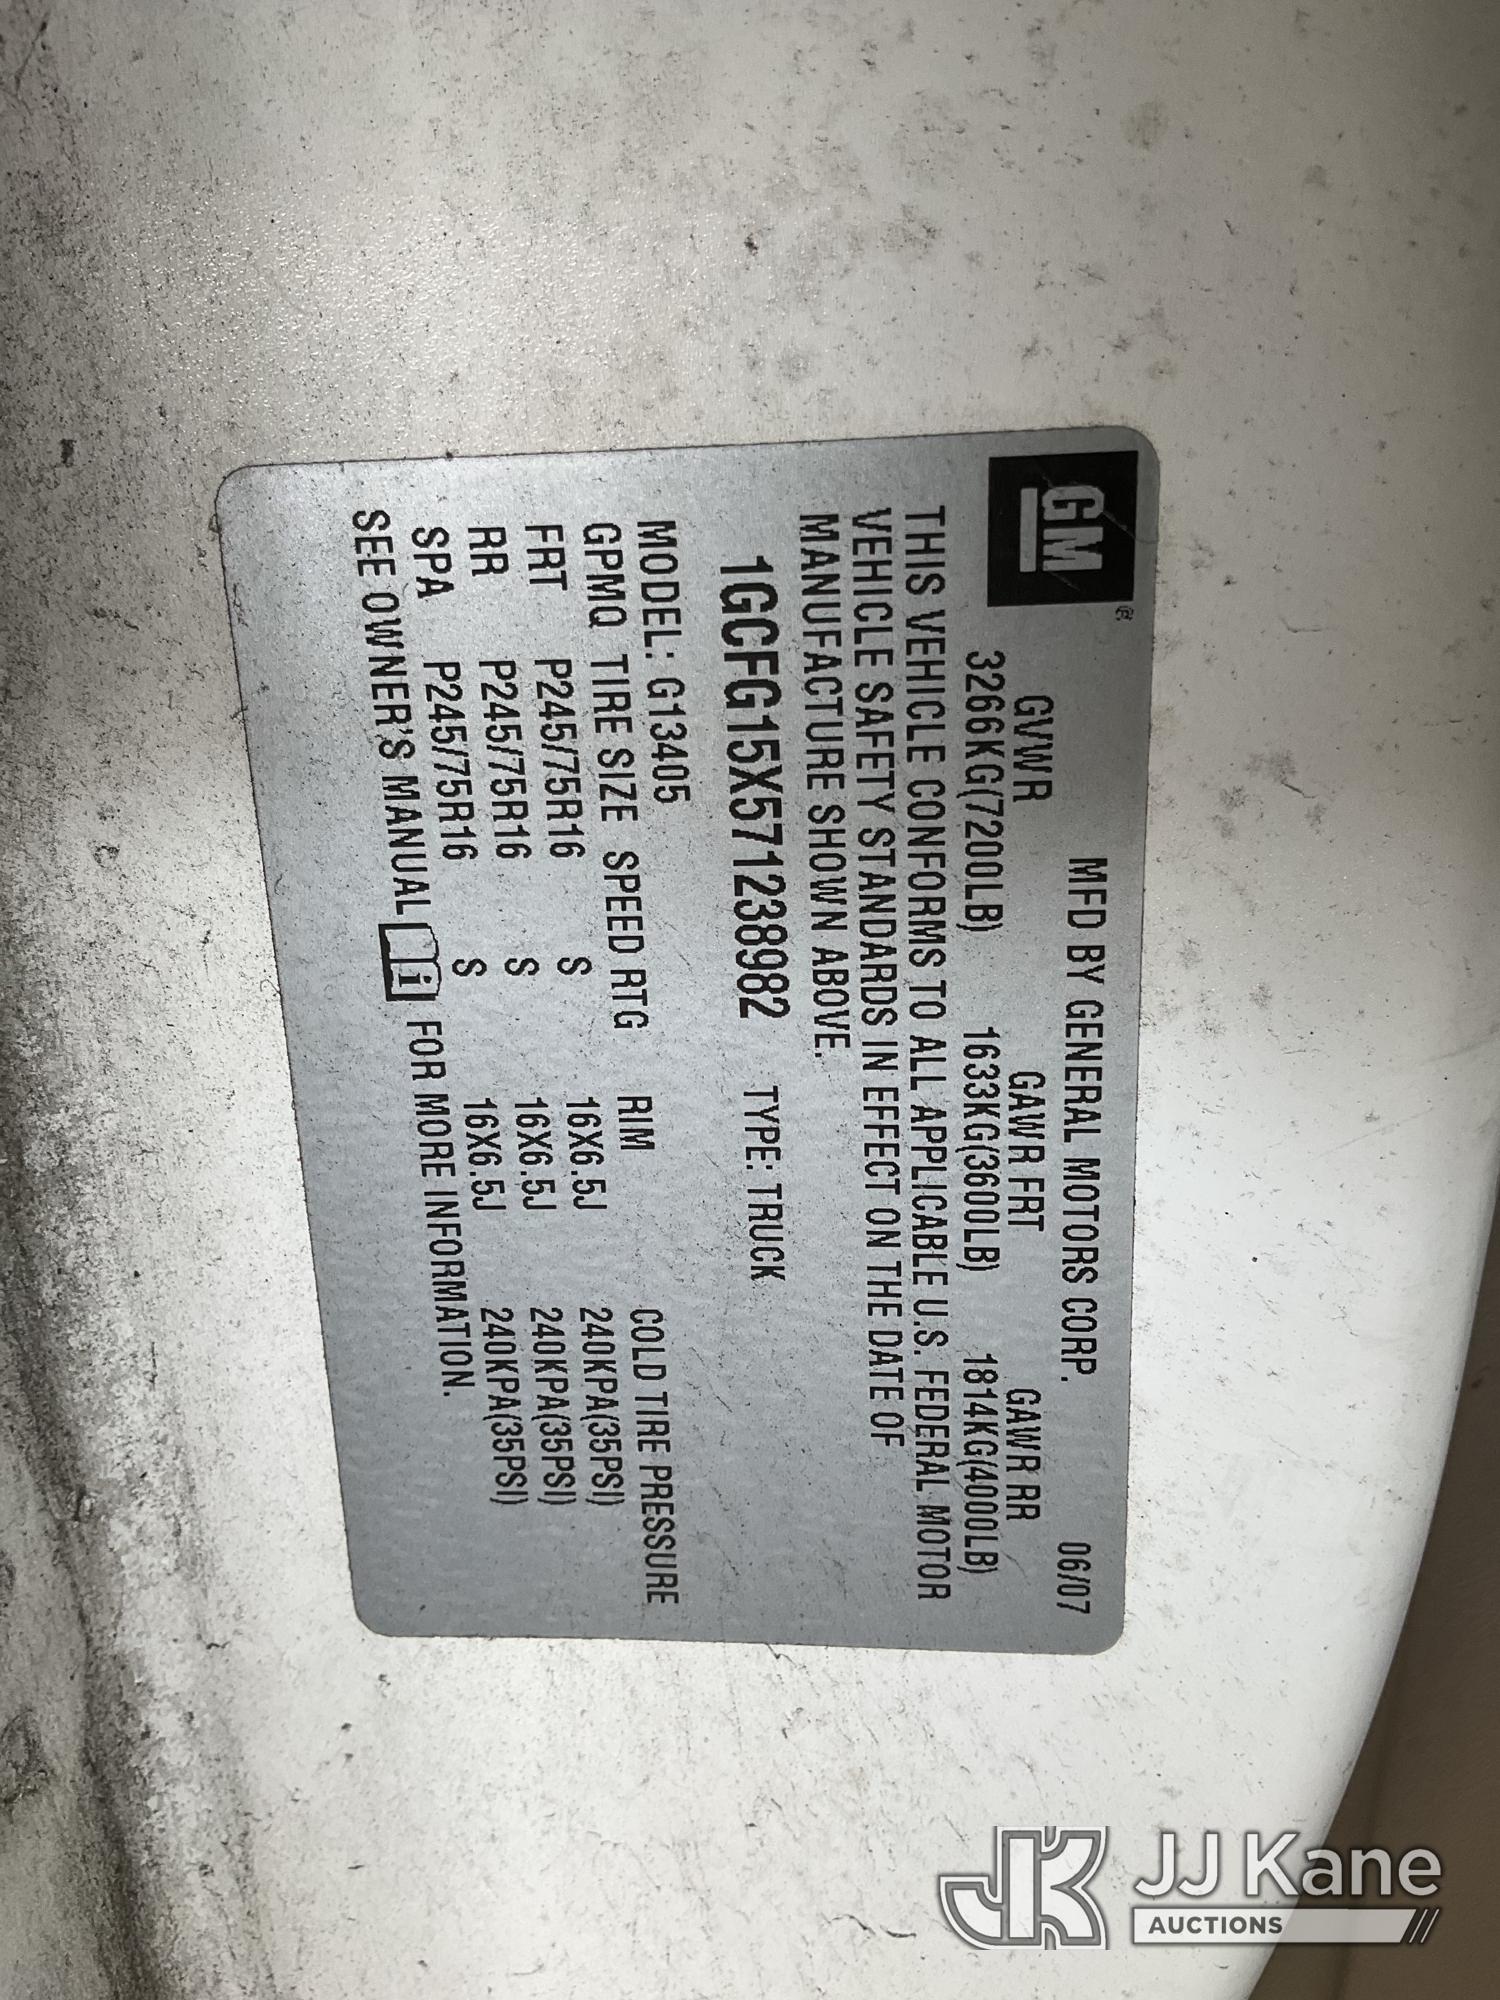 GM®
MFD BY GENERAL MOTORS CORP. 06/07
GVWR GAWR FRT GAWR RR
3266KG(7200LB) 1633KG(3600LB) 1814KG(4000LB)
THIS VEHICLE CONFORMS TO ALL APPLICABLE U.S. FEDERAL MOTOR
VEHICLE SAFETY STANDARDS IN EFFECT ON THE DATE OF
MANUFACTURE SHOWN ABOVE.
1GCFG15X571238982 TYPE: TRUCK
MODEL: G13405
GPMQ TIRE SIZE SPEED RTG RIM COLD TIRE PRESSURE
FRT P245/75R16 S 16X6.5J 240KPA(35PSI)
RR P245/75R16 S 16X6.5J 240KPA(35PSI)
SPA P245/75R16 S 16X6.5J 240KPA(35PSI)
SEE OWNER'S MANUAL i FOR MORE INFORMATION.
JK JJ Kane
AUCTIONS